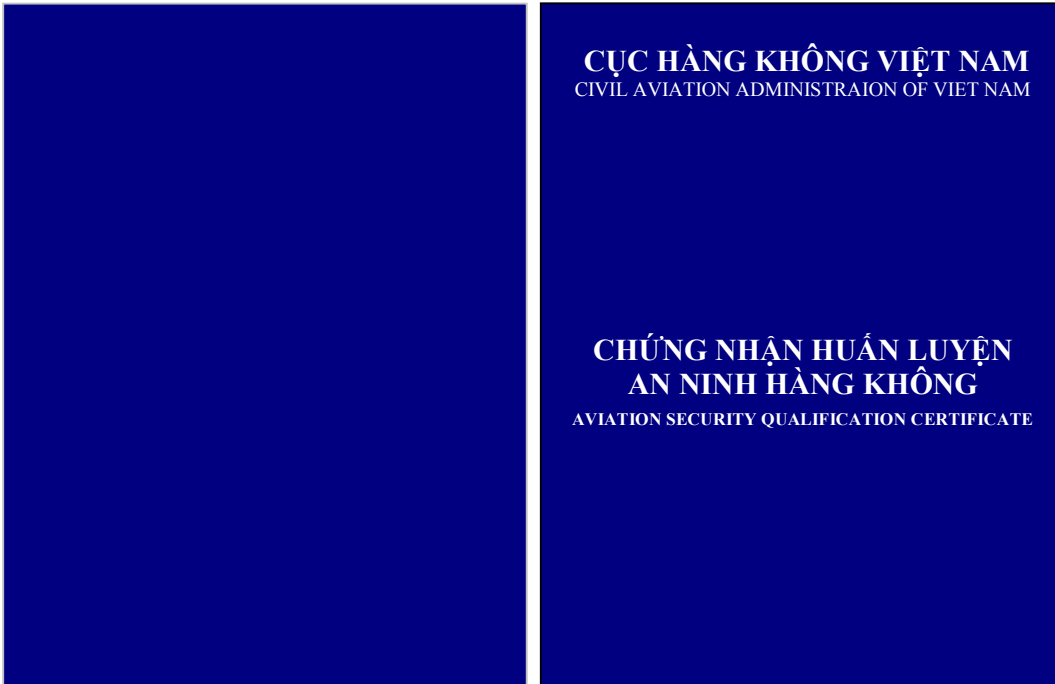 CỤC HÀNG KHÔNG VIỆT NAM
CIVIL AVIATION ADMINISTRAION OF VIET NAM
CHỨNG NHẬN HUẤN LUYỆN
AN NINH HÀNG KHÔNG
AVIATION SECURITY QUALIFICATION CERTIFICATE